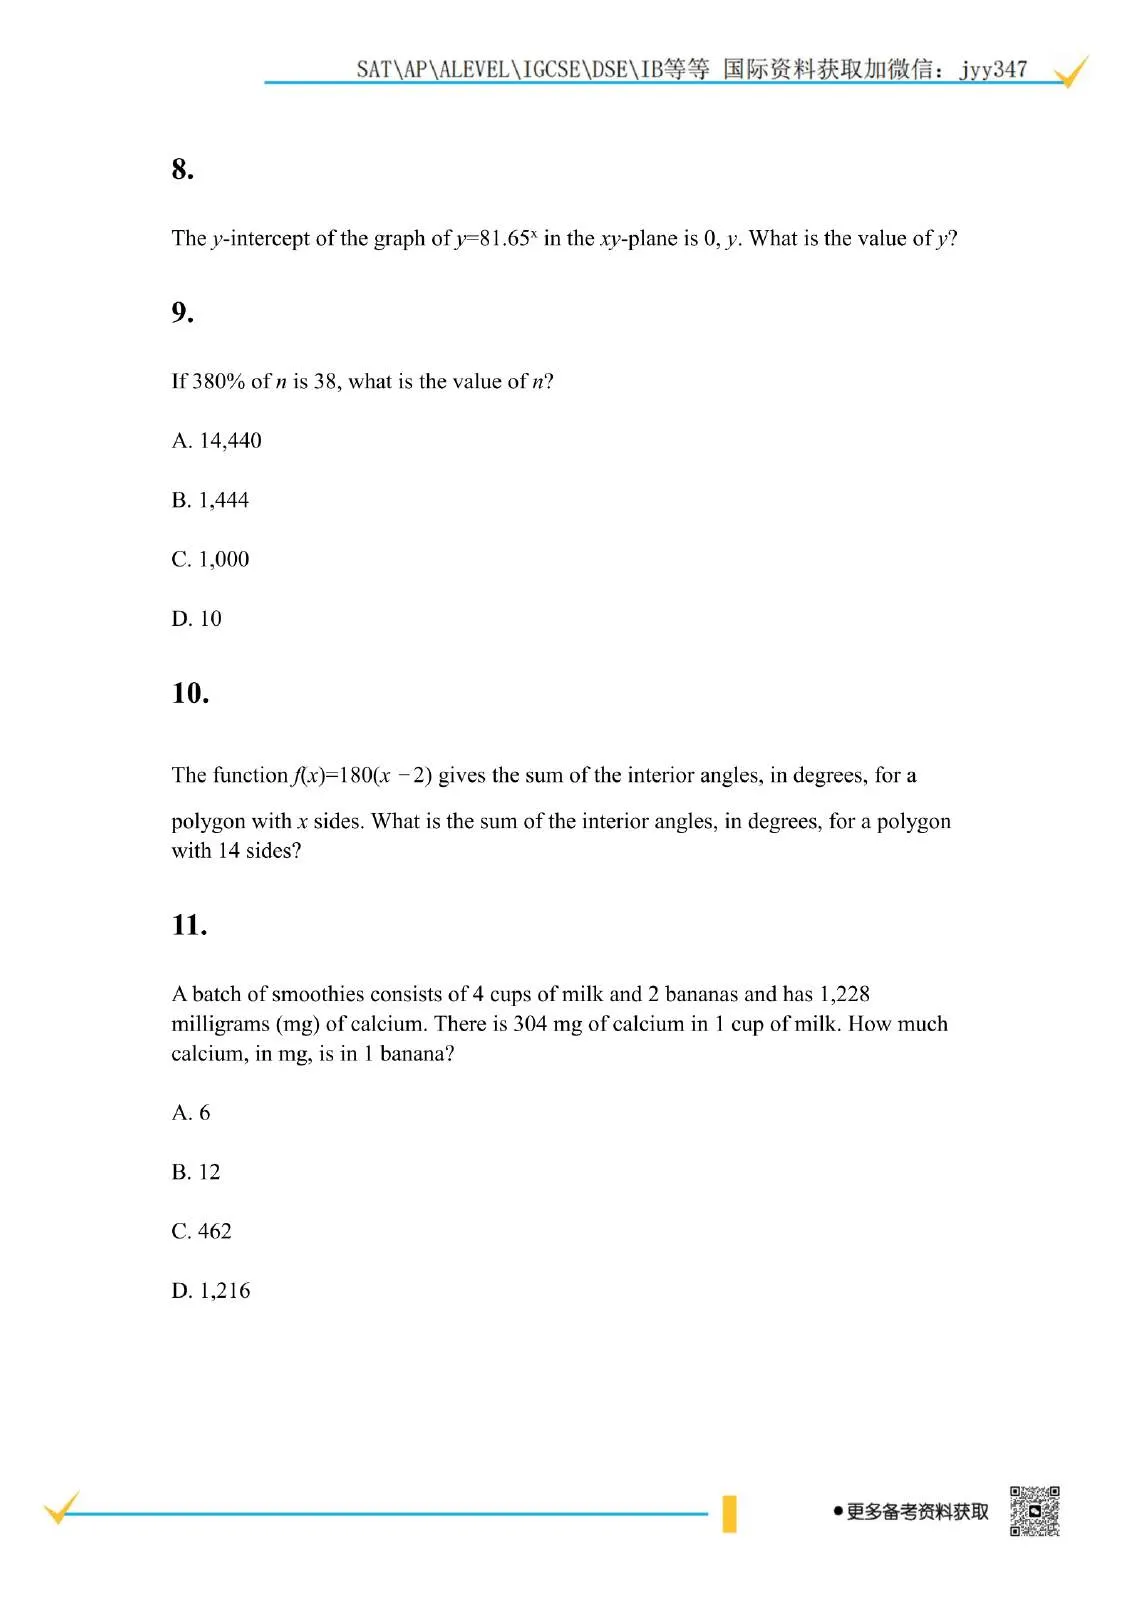 SAT\AP\ALEVEL\IGCSE\DSE\IB等等 国际资料获取加微信：jyy347
8.
The y-intercept of the graph of y=81.65ˣ in the xy-plane is 0, y. What is the value of y?
9.
If 380% of n is 38, what is the value of n?
A. 14,440
B. 1,444
C. 1,000
D. 10
10.
The function f(x)=180(x − 2) gives the sum of the interior angles, in degrees, for a
polygon with x sides. What is the sum of the interior angles, in degrees, for a polygon
with 14 sides?
11.
A batch of smoothies consists of 4 cups of milk and 2 bananas and has 1,228
milligrams (mg) of calcium. There is 304 mg of calcium in 1 cup of milk. How much
calcium, in mg, is in 1 banana?
A. 6
B. 12
C. 462
D. 1,216
●更多备考资料获取